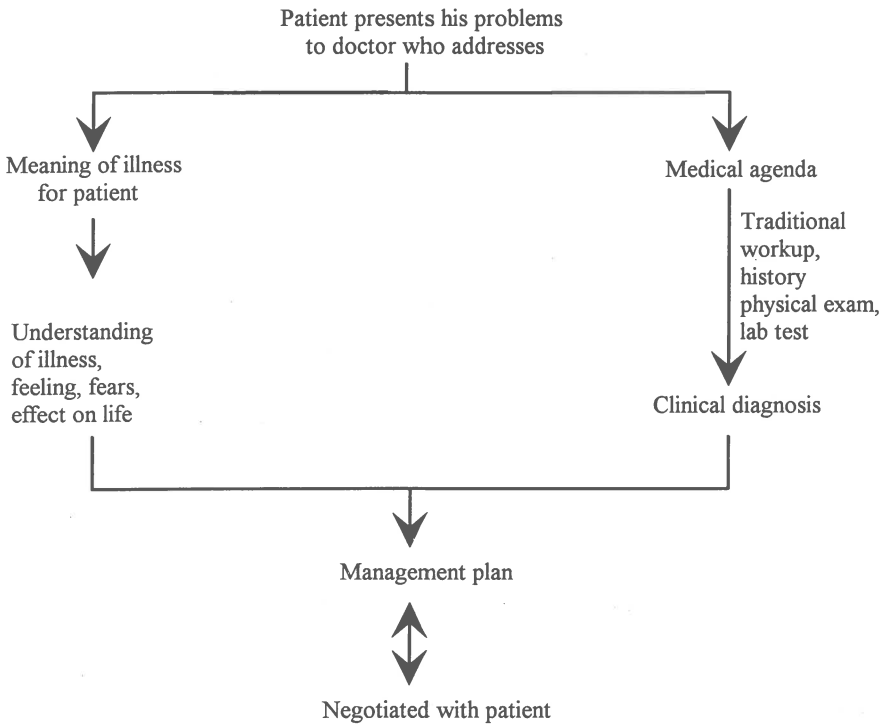 Patient presents his problems
to doctor who addresses
Meaning of illness
for patient
Medical agenda
Traditional
workup,
history
physical exam,
lab test
Understanding
of illness,
feeling, fears,
effect on life
Clinical diagnosis
Management plan
Negotiated with patient